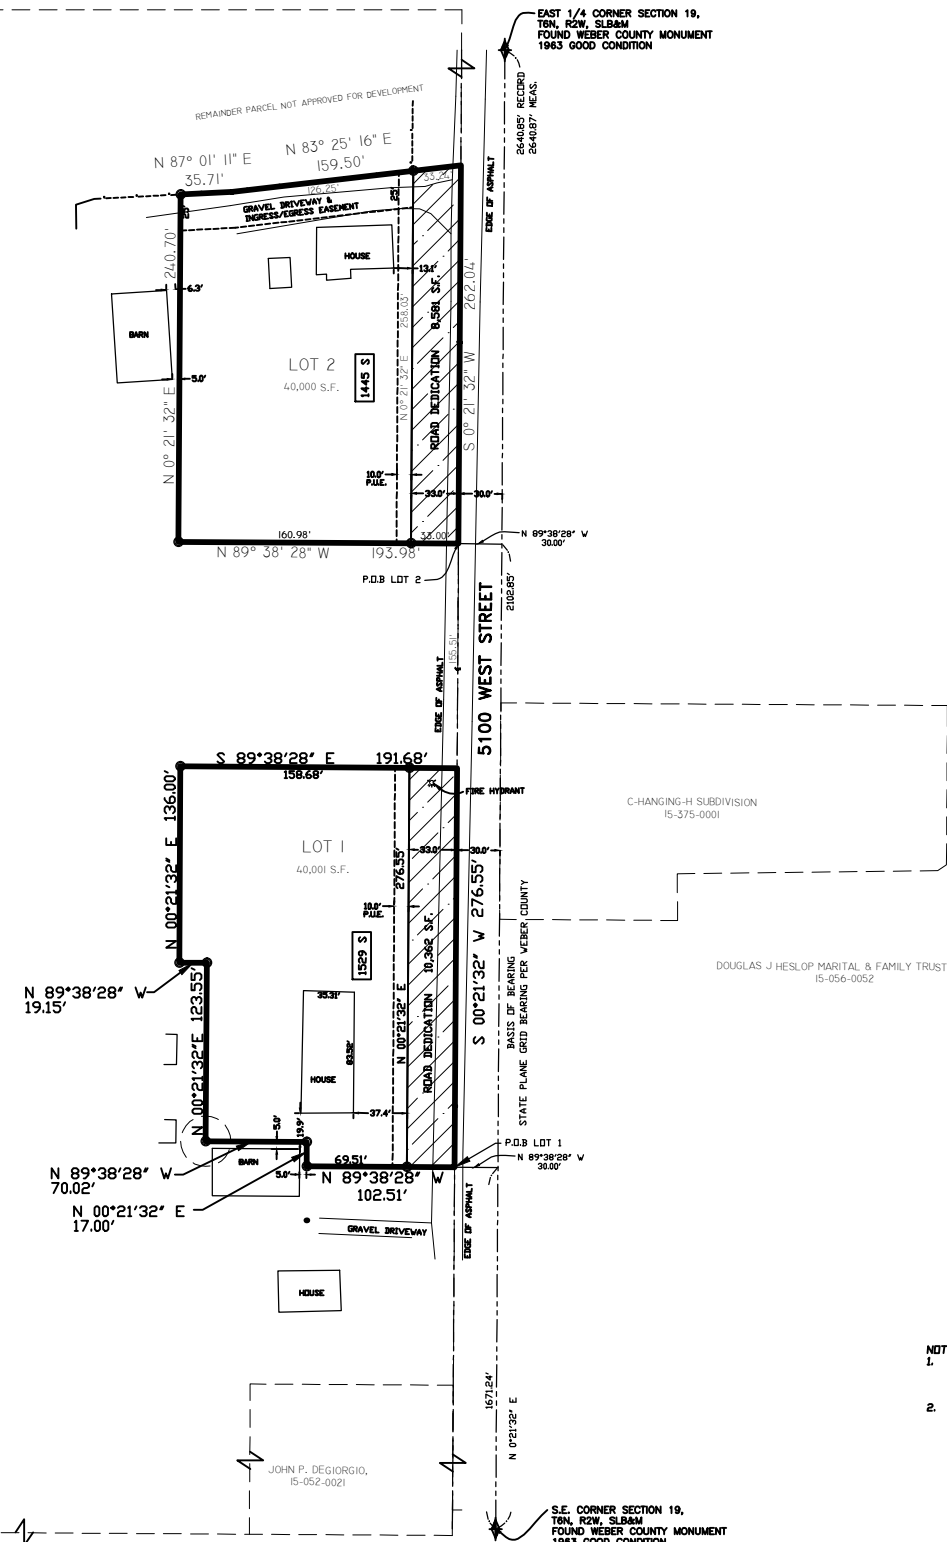 EAST 1/4 CORNER SECTION 19,
T6N, R2W, SLB&M
FOUND WEBER COUNTY MONUMENT
1963 GOOD CONDITION
2640.85' RECORD
2640.87' MEAS.
REMAINDER PARCEL NOT APPROVED FOR DEVELOPMENT
N 87° 01' 11" E
35.71'
N 83° 25' 16" E
159.50'
126.25'
33.24'
GRAVEL DRIVEWAY &
INGRESS/EGRESS EASEMENT
25'
EDGE OF ASPHALT
HOUSE
13.1'
N 0° 21' 32" E 240.70'
6.3'
BARN
5.0'
LOT 2
40,000 S.F.
1445 S
N 0° 21' 32" E 258.03'
ROAD DEDICATION 8,581 S.F.
S 0° 21' 32" W 262.04'
10.0'
P.U.E.
33.0'
30.0'
160.98'
33.00'
N 89° 38' 28" W 193.98'
N 89°38'28" W
30.00'
P.O.B LOT 2
2102.85'
155.51'
EDGE OF ASPHALT
5100 WEST STREET
S 89°38'28" E 191.68'
158.68'
FIRE HYDRANT
N 00°21'32" E 136.00'
LOT 1
40,001 S.F.
33.0'
30.0'
10.0'
P.U.E.
1529 S
N 00°21'32" E 276.55'
ROAD DEDICATION 10,362 S.F.
S 00°21'32" W 276.55'
BASIS OF BEARING
STATE PLANE GRID BEARING PER WEBER COUNTY
C-HANGING-H SUBDIVISION
15-375-0001
DOUGLAS J HESLOP MARITAL & FAMILY TRUST
15-056-0052
N 89°38'28" W
19.15'
N 00°21'32"E 123.55'
35.31'
83.52'
HOUSE
37.4'
5.0'
19.9'
BARN
5.0'
69.51'
N 89°38'28" W
102.51'
P.O.B LOT 1
N 89°38'28" W
30.00'
N 89°38'28" W
70.02'
N 00°21'32" E
17.00'
GRAVEL DRIVEWAY
EDGE OF ASPHALT
HOUSE
1671.24'
N 0°21'32" E
JOHN P. DEGIORGIO,
15-052-0021
NOT
1.
2.
S.E. CORNER SECTION 19,
T6N, R2W, SLB&M
FOUND WEBER COUNTY MONUMENT
1963 GOOD CONDITION